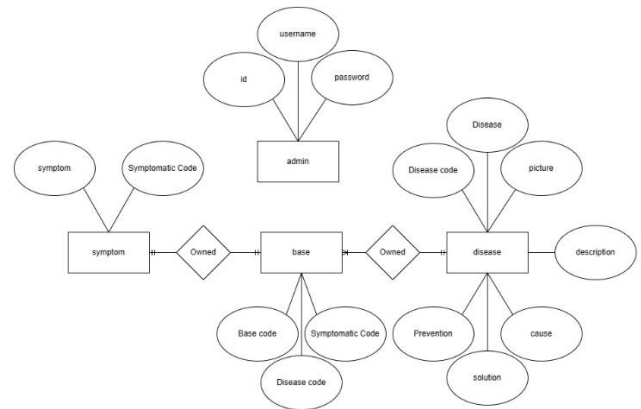 username
id
password
admin
symptom
Symptomatic Code
Disease
Disease code
picture
symptom
Owned
base
Owned
disease
description
Base code
Symptomatic Code
Disease code
Prevention
cause
solution